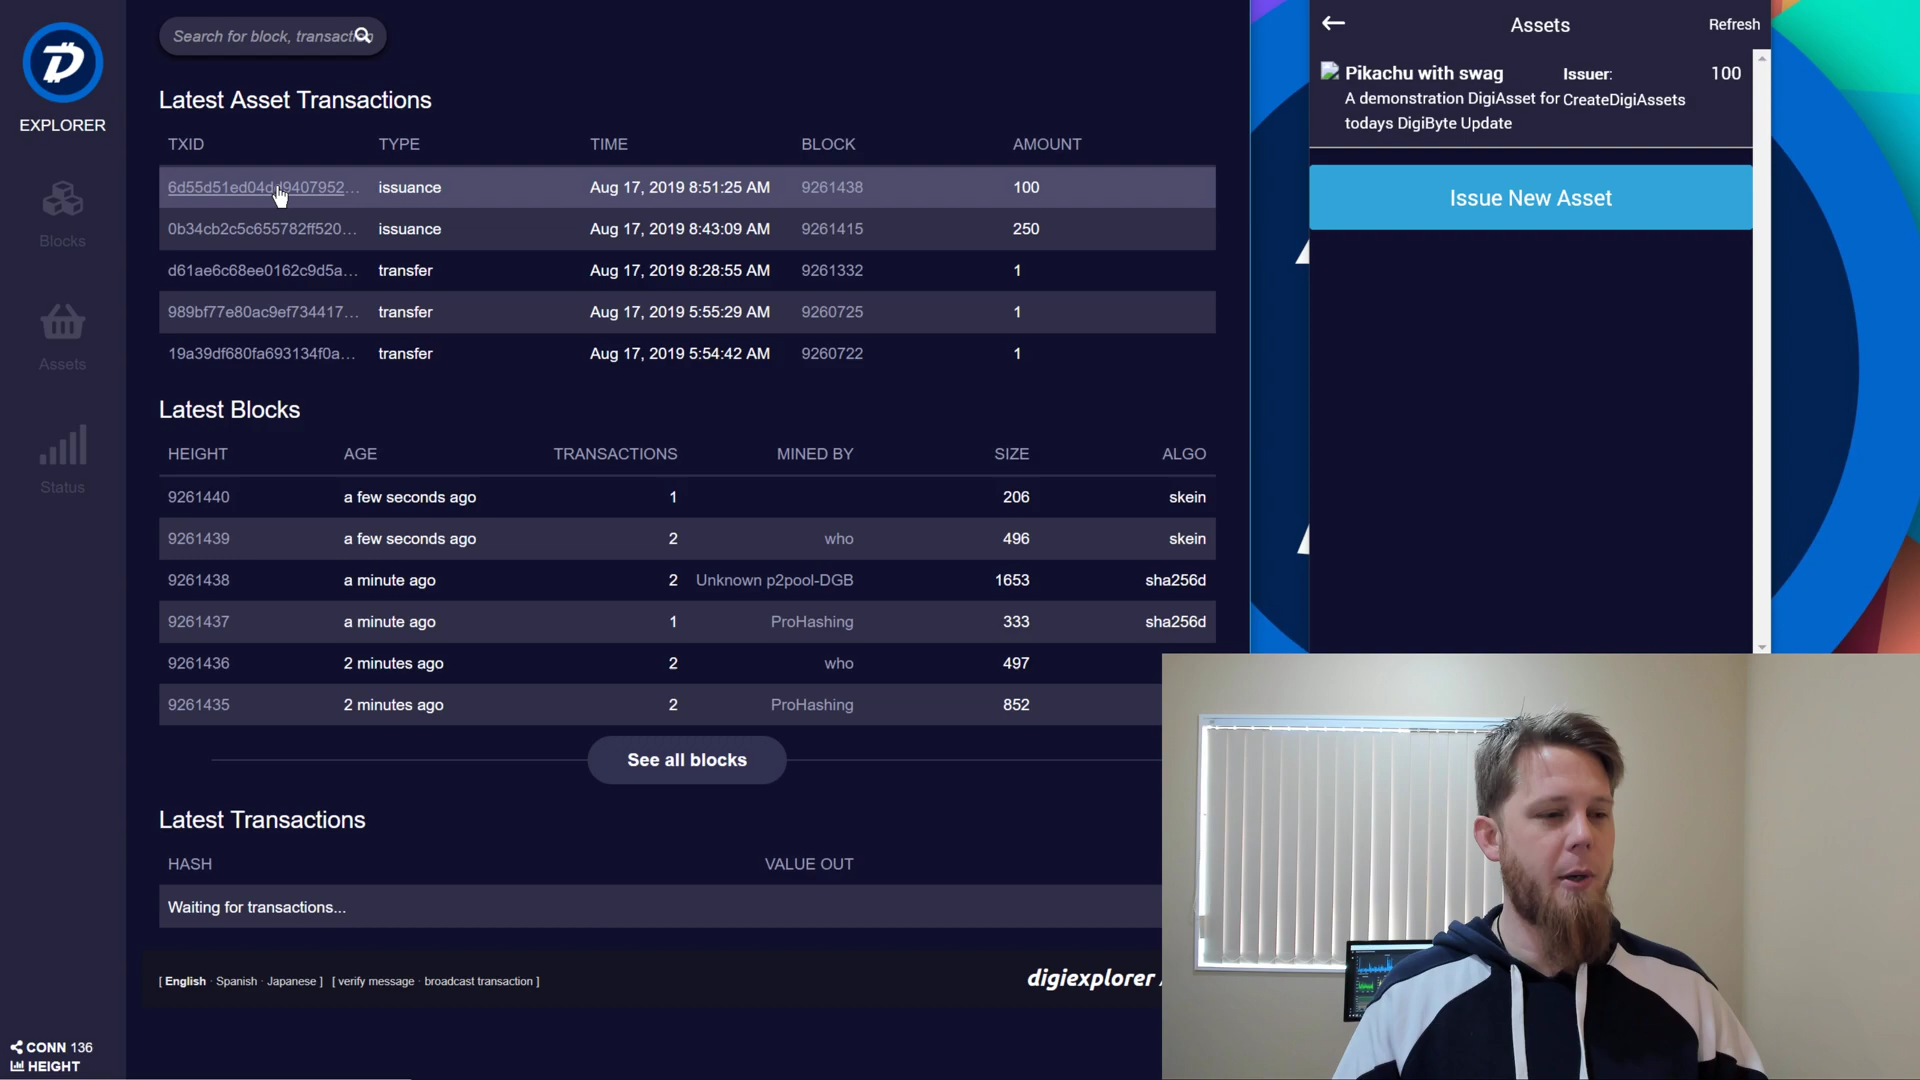 EXPLORER
Blocks
Assets
Status
CONN 136
HEIGHT
Search for block, transaction
Latest Asset Transactions
TXID TYPE TIME BLOCK AMOUNT
6d55d51ed04dd9407952... issuance Aug 17, 2019 8:51:25 AM 9261438 100
0b34cb2c5c655782ff520... issuance Aug 17, 2019 8:43:09 AM 9261415 250
d61ae6c68ee0162c9d5a... transfer Aug 17, 2019 8:28:55 AM 9261332 1
989bf77e80ac9ef734417... transfer Aug 17, 2019 5:55:29 AM 9260725 1
19a39df680fa693134f0a... transfer Aug 17, 2019 5:54:42 AM 9260722 1
Latest Blocks
HEIGHT AGE TRANSACTIONS MINED BY SIZE ALGO
9261440 a few seconds ago 1 206 skein
9261439 a few seconds ago 2 who 496 skein
9261438 a minute ago 2 Unknown p2pool-DGB 1653 sha256d
9261437 a minute ago 1 ProHashing 333 sha256d
9261436 2 minutes ago 2 who 497
9261435 2 minutes ago 2 ProHashing 852
See all blocks
Latest Transactions
HASH VALUE OUT
Waiting for transactions...
[ English · Spanish · Japanese ] [ verify message · broadcast transaction ]
digiexplorer
Assets Refresh
Pikachu with swag Issuer: 100
A demonstration DigiAsset for CreateDigiAssets
todays DigiByte Update
Issue New Asset